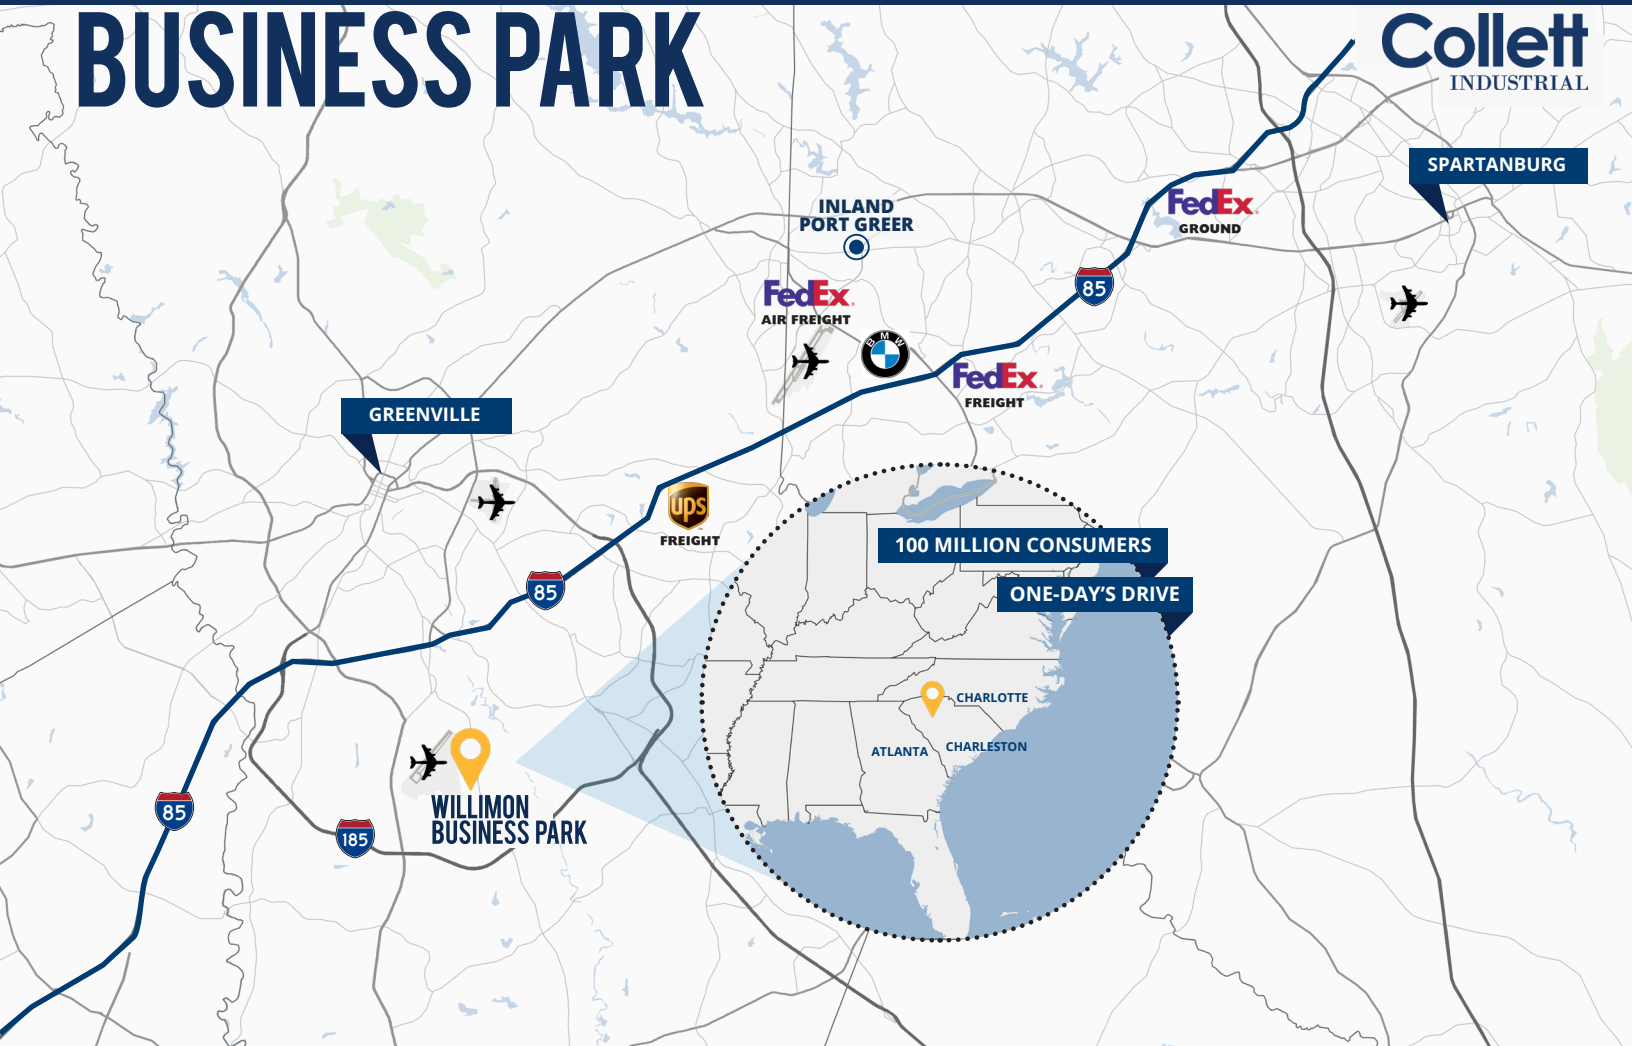 BUSINESS PARK
Collett
INDUSTRIAL
SPARTANBURG
FedEx
GROUND
INLAND
PORT GREER
85
FedEx
AIR FREIGHT
BMW
FedEx
FREIGHT
GREENVILLE
ups
FREIGHT
85
100 MILLION CONSUMERS
ONE-DAY'S DRIVE
CHARLOTTE
CHARLESTON
ATLANTA
WILLIMON
BUSINESS PARK
85
185